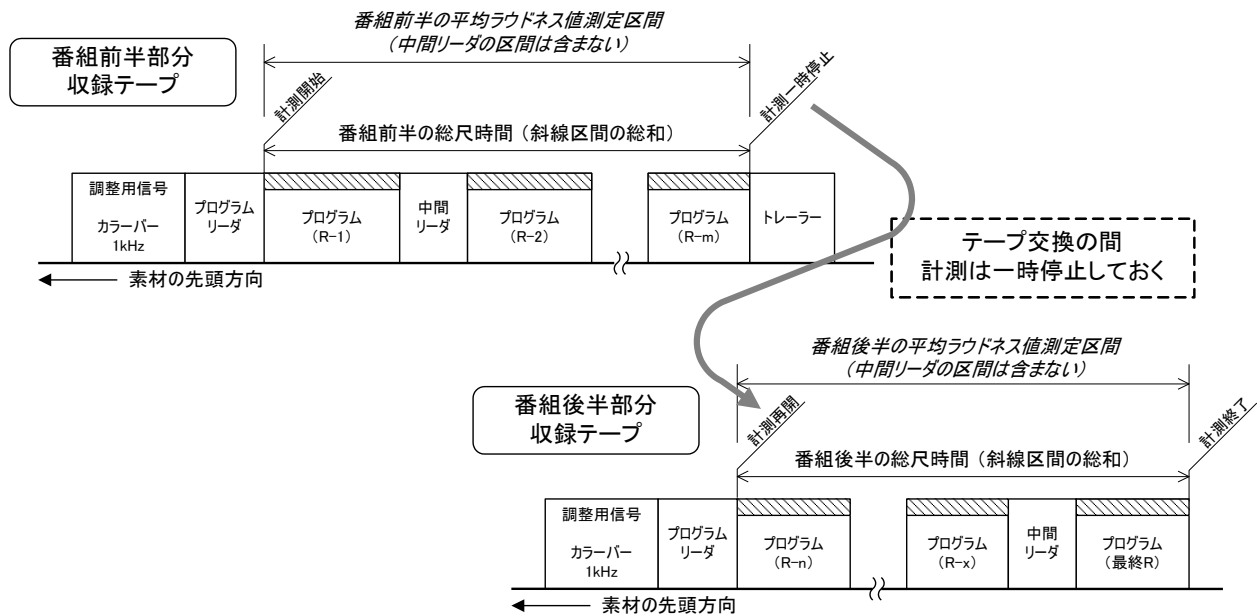 番組前半の平均ラウドネス値測定区間
（中間リーダの区間は含まない）
番組前半部分
収録テープ
計測開始
計測一時停止
番組前半の総尺時間（斜線区間の総和）
調整用信号
カラーバー
1kHz
プログラム
リーダ
プログラム
（R-1）
中間
リーダ
プログラム
（R-2）
プログラム
（R-m）
トレーラー
素材の先頭方向
テープ交換の間
計測は一時停止しておく
番組後半の平均ラウドネス値測定区間
（中間リーダの区間は含まない）
番組後半部分
収録テープ
計測再開
計測終了
番組後半の総尺時間（斜線区間の総和）
調整用信号
カラーバー
1kHz
プログラム
リーダ
プログラム
（R-n）
プログラム
（R-x）
中間
リーダ
プログラム
（最終R）
素材の先頭方向